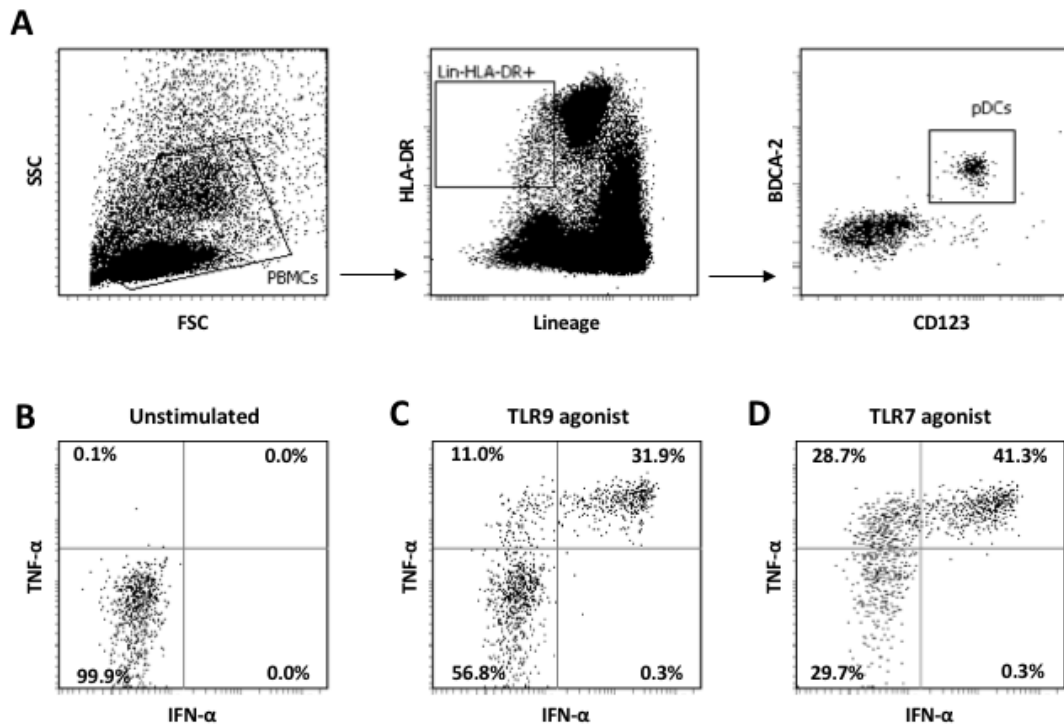 A
SSC
PBMCs
FSC
Lin-HLA-DR+
HLA-DR
Lineage
pDCs
BDCA-2
CD123
B
Unstimulated
0.1%
0.0%
TNF-α
99.9%
0.0%
IFN-α
C
TLR9 agonist
11.0%
31.9%
TNF-α
56.8%
0.3%
IFN-α
D
TLR7 agonist
28.7%
41.3%
TNF-α
29.7%
0.3%
IFN-α